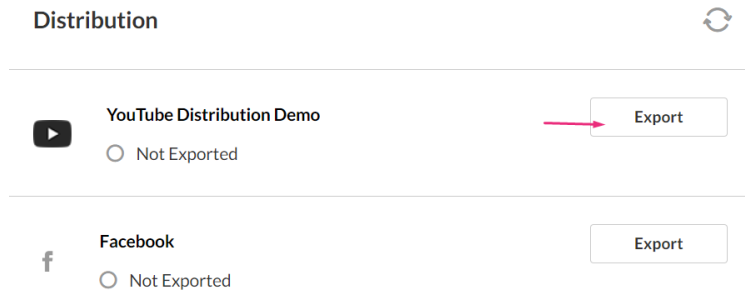 Distribution
YouTube Distribution Demo
Export
Not Exported
Facebook
Export
Not Exported